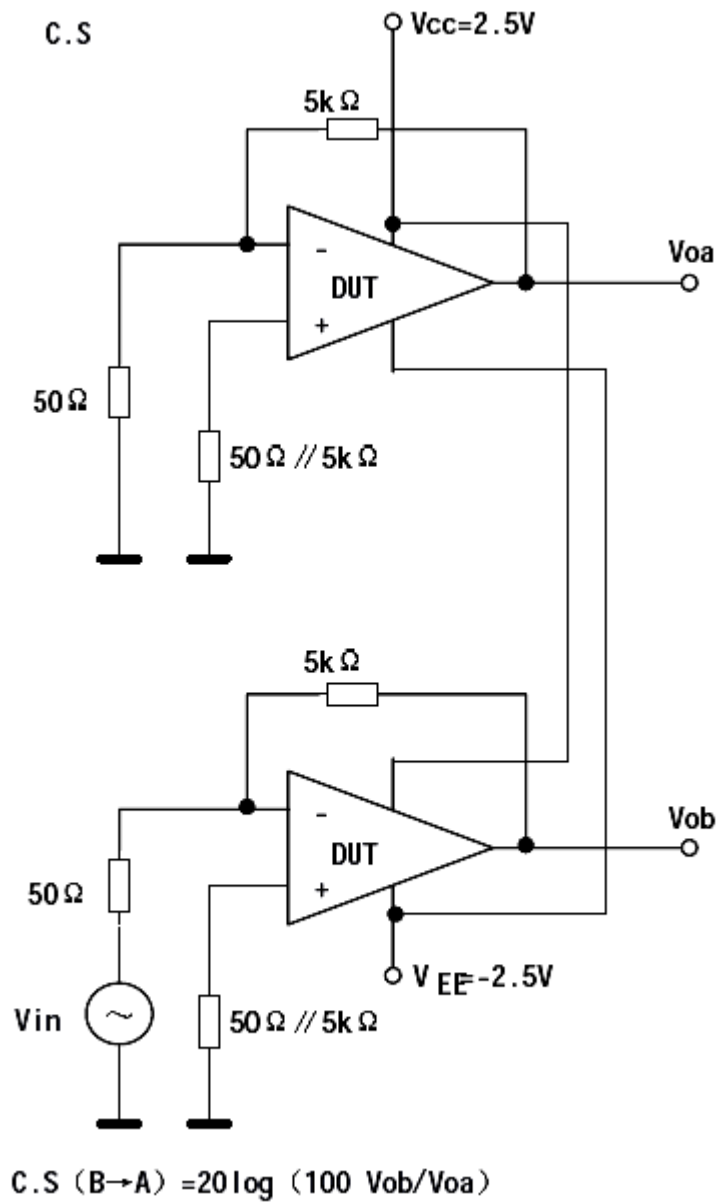 C.S
Vcc=2.5V
5kΩ
-
DUT
+
Voa
50Ω
50Ω//5kΩ
5kΩ
-
DUT
+
Vob
50Ω
VEE=-2.5V
Vin
~
50Ω//5kΩ
C.S(B→A)=20log(100 Vob/Voa)